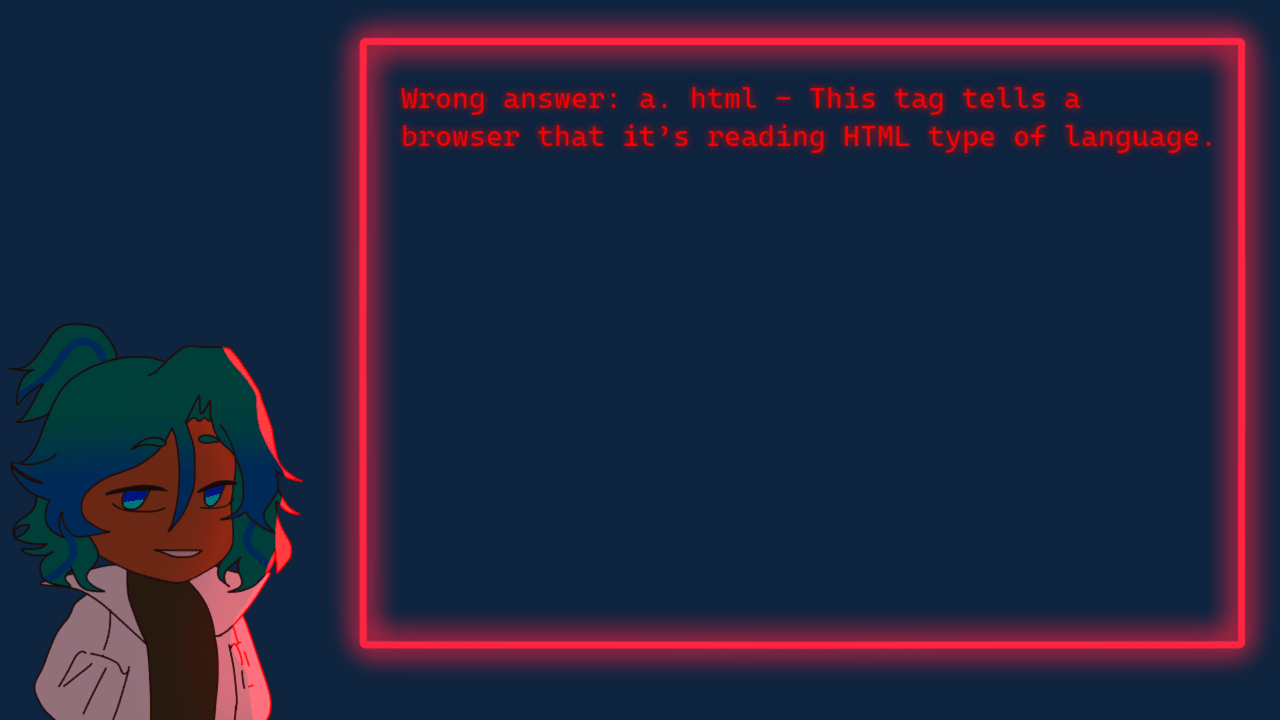 Wrong answer: a. html – This tag tells a
browser that it’s reading HTML type of language.